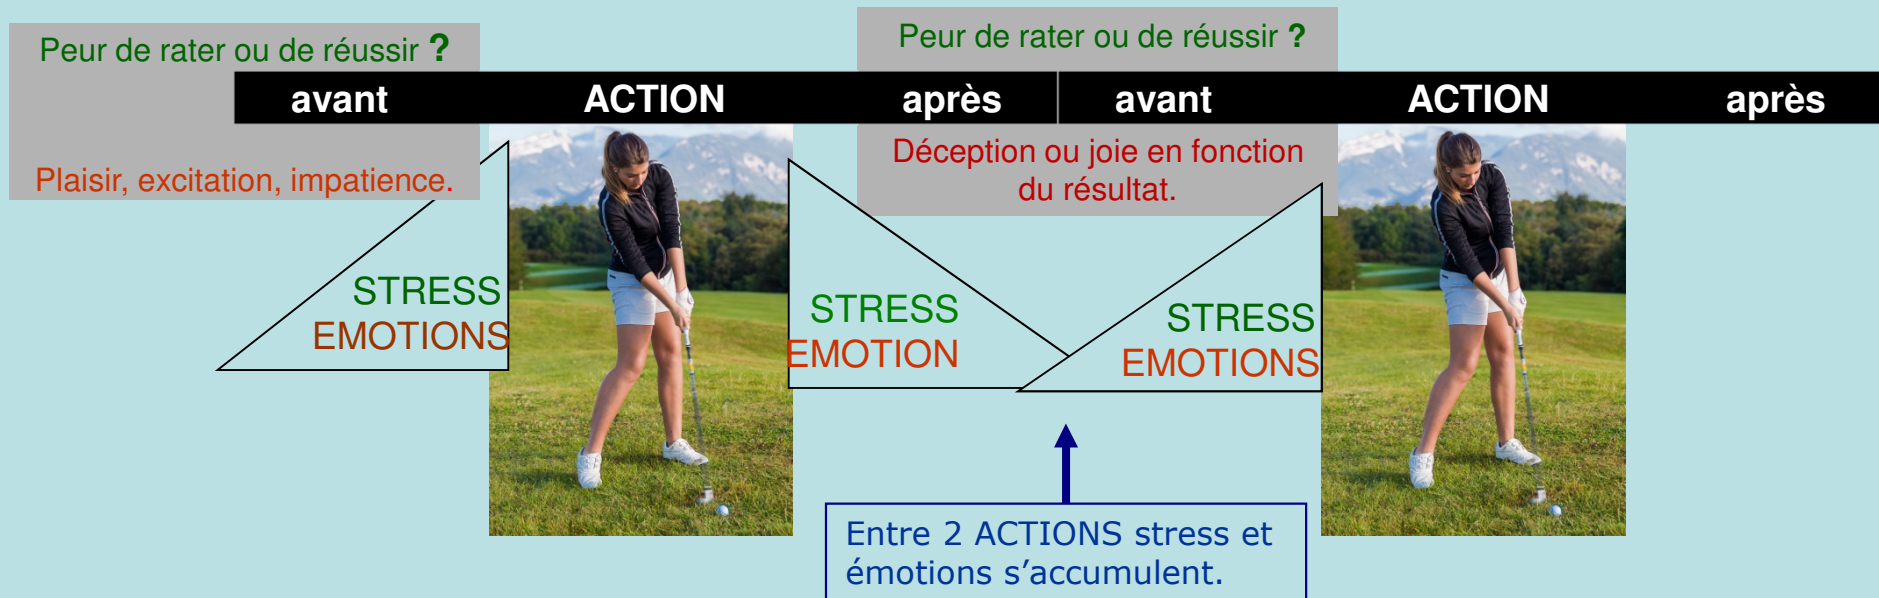 Peur de rater ou de réussir ?
Peur de rater ou de réussir ?
avant ACTION après avant ACTION après
Plaisir, excitation, impatience.
Déception ou joie en fonction
du résultat.
STRESS
EMOTIONS
STRESS
EMOTION
STRESS
EMOTIONS
Entre 2 ACTIONS stress et
émotions s’accumulent.